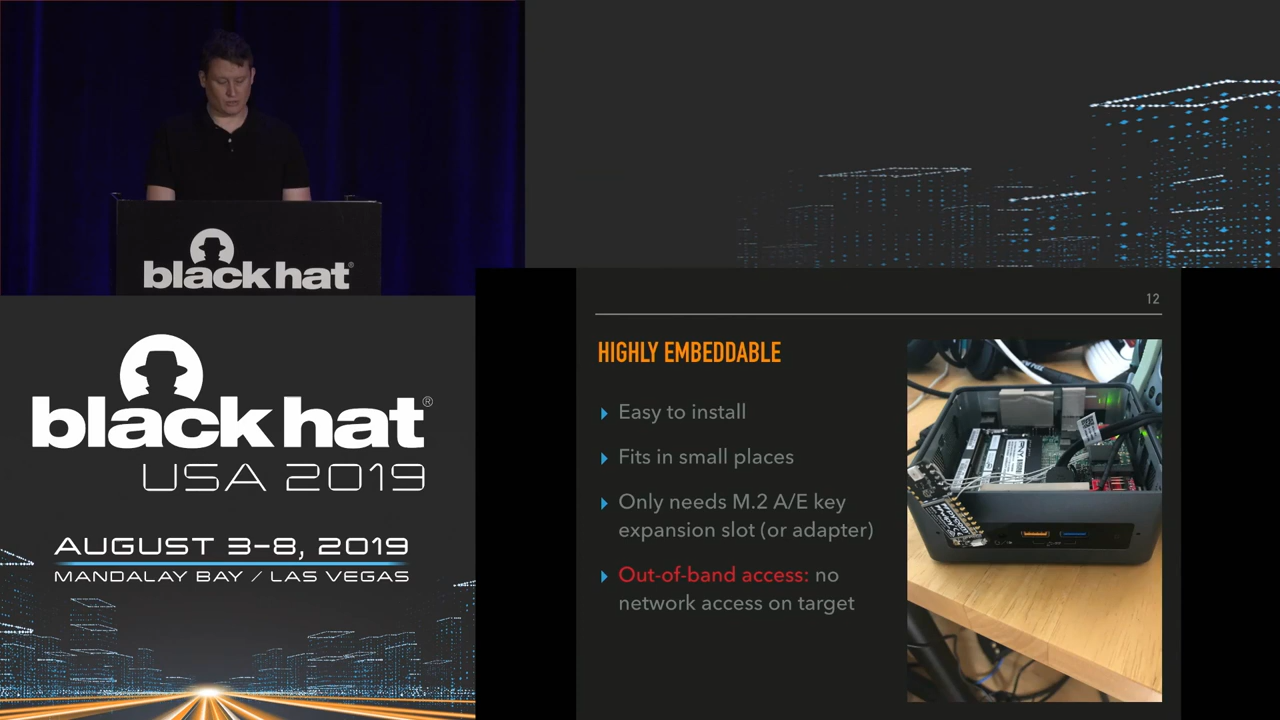 black hat®
black hat®
USA 2019
AUGUST 3-8, 2019
MANDALAY BAY / LAS VEGAS
12
HIGHLY EMBEDDABLE
Easy to install
Fits in small places
Only needs M.2 A/E key
expansion slot (or adapter)
Out-of-band access: no
network access on target